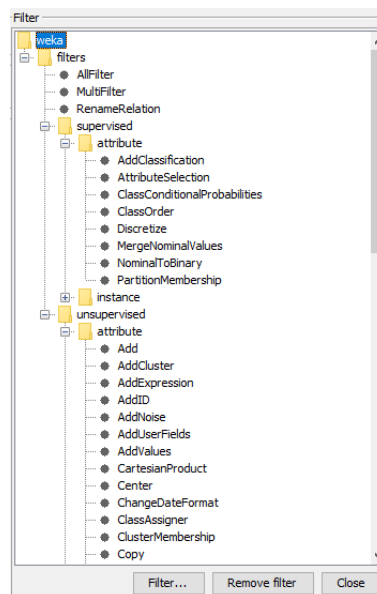 Filter
weka
filters
AllFilter
MultiFilter
RenameRelation
supervised
attribute
AddClassification
AttributeSelection
ClassConditionalProbabilities
ClassOrder
Discretize
MergeNominalValues
NominalToBinary
PartitionMembership
instance
unsupervised
attribute
Add
AddCluster
AddExpression
AddID
AddNoise
AddUserFields
AddValues
CartesianProduct
Center
ChangeDateFormat
ClassAssigner
ClusterMembership
Copy
Filter... Remove filter Close